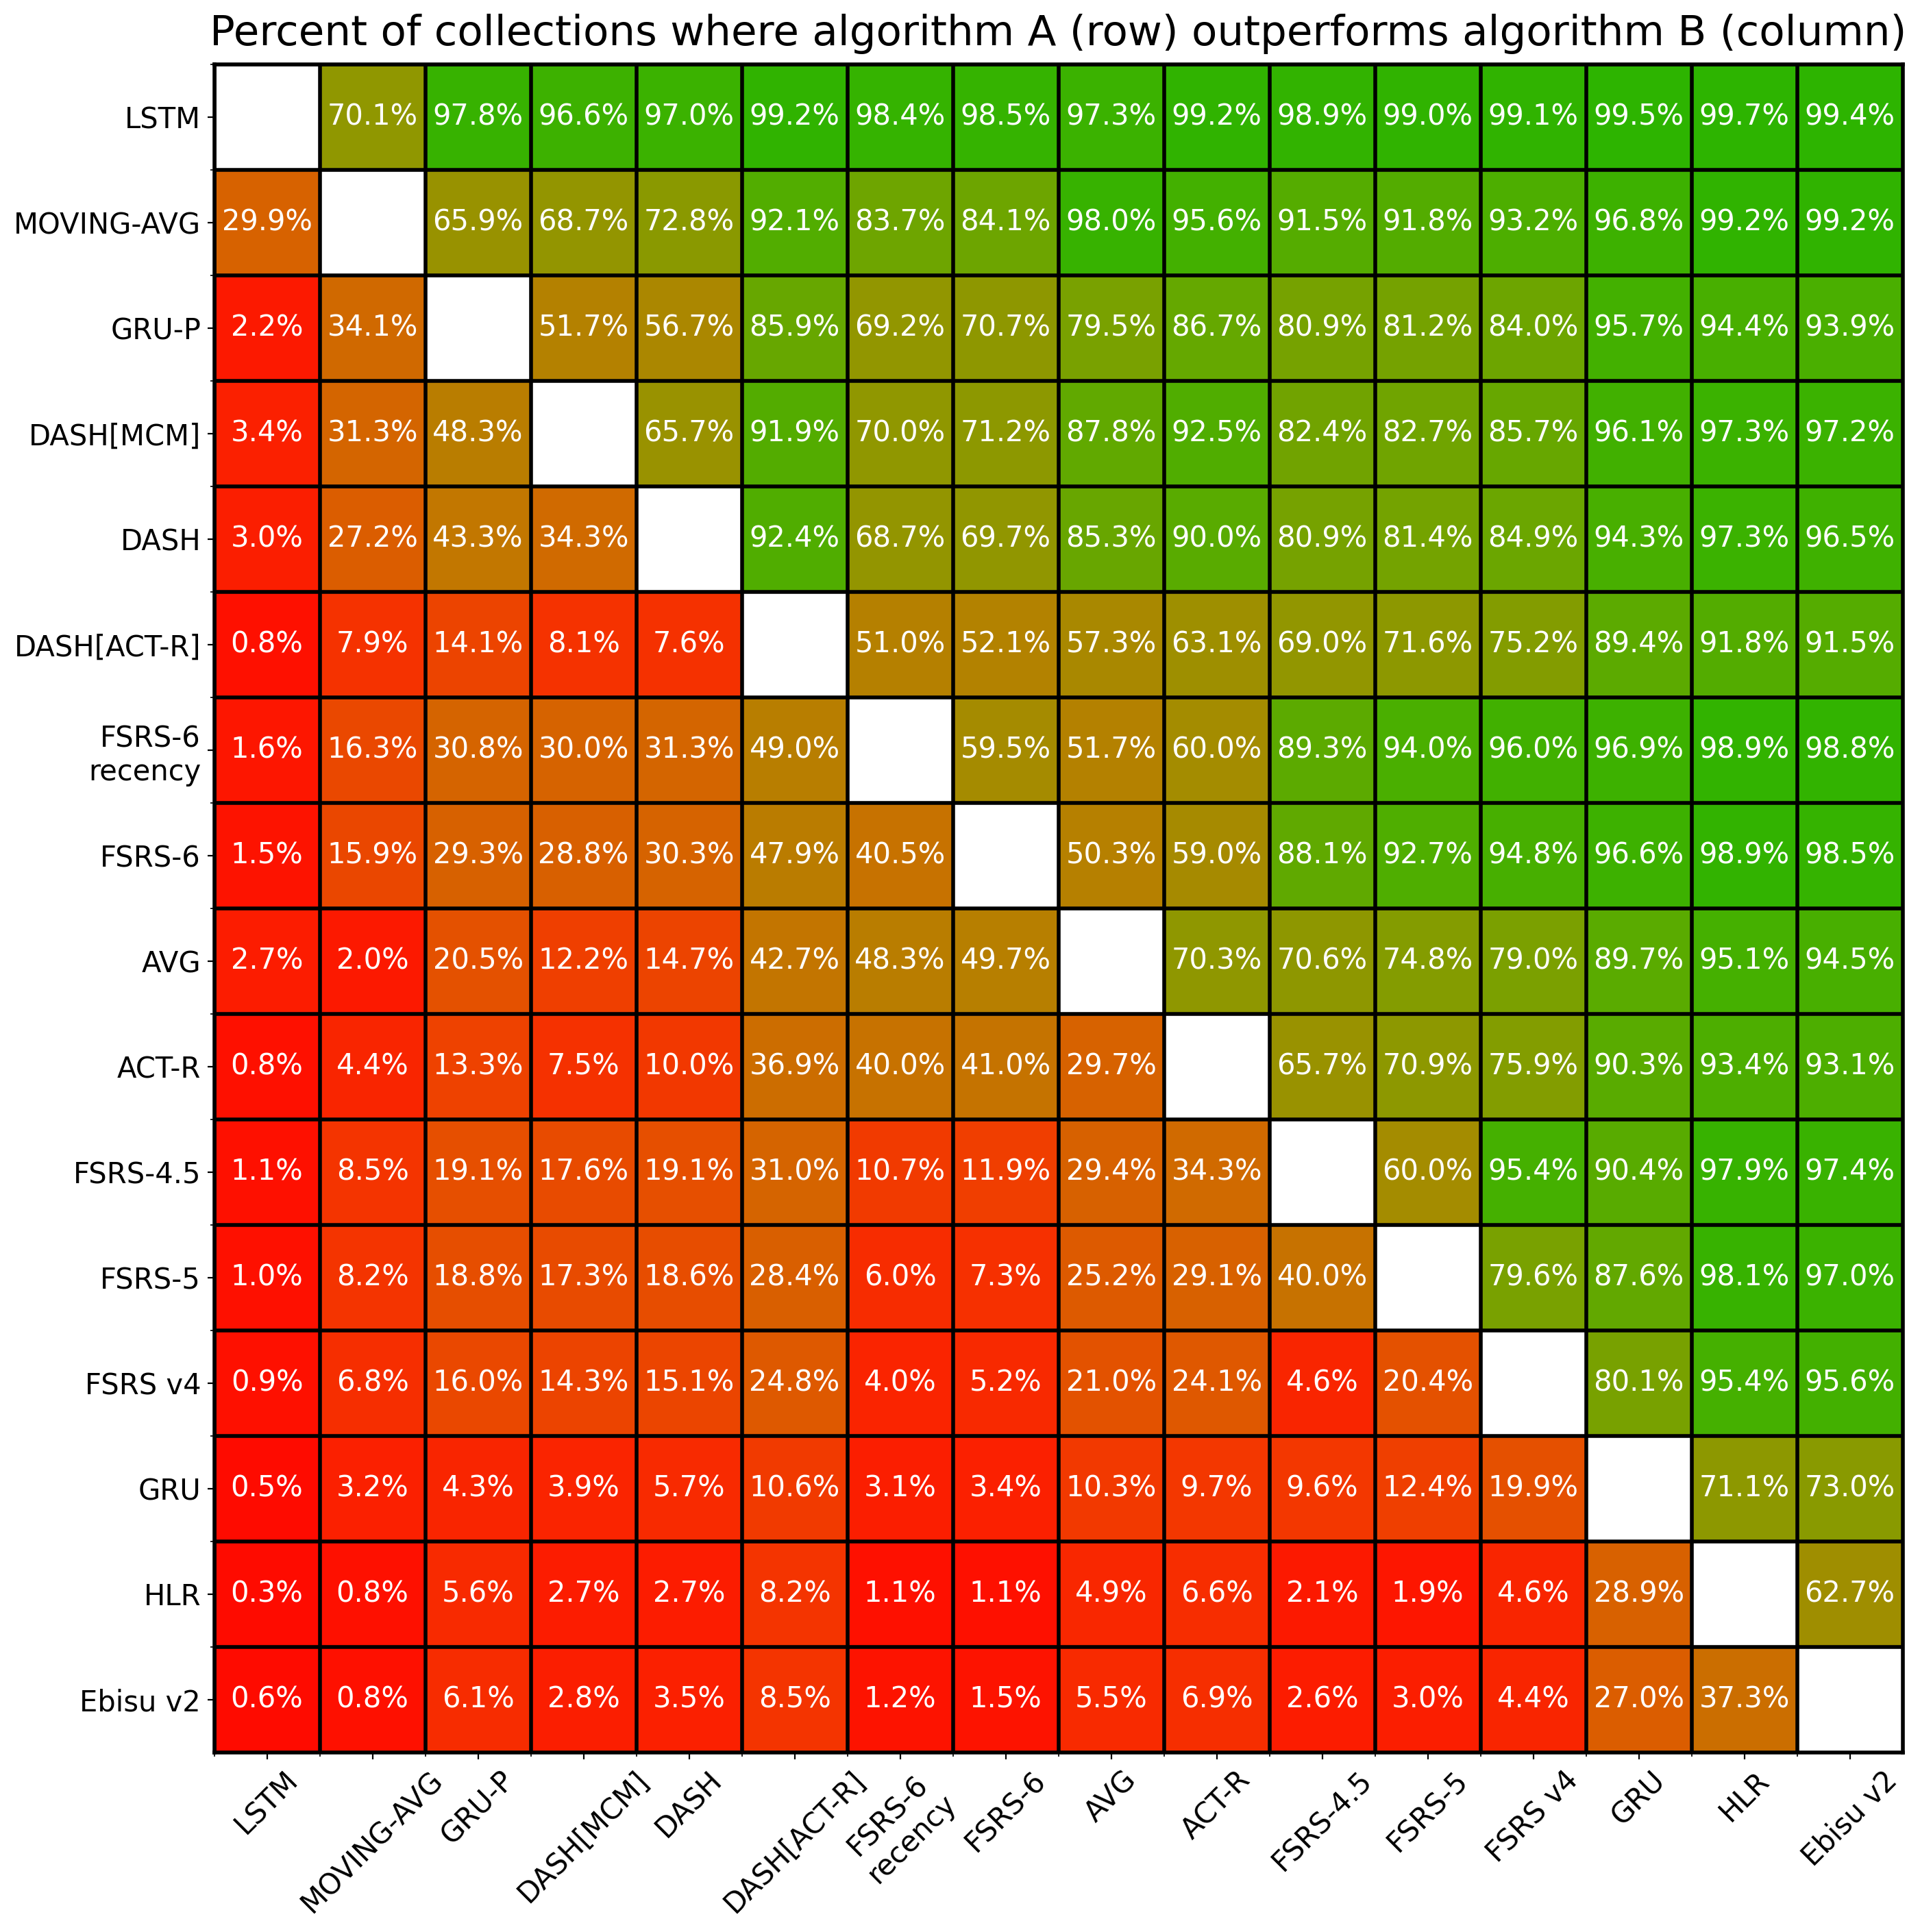 Percent of collections where algorithm A (row) outperforms algorithm B (column)
LSTM 70.1% 97.8% 96.6% 97.0% 99.2% 98.4% 98.5% 97.3% 99.2% 98.9% 99.0% 99.1% 99.5% 99.7% 99.4%
MOVING-AVG 29.9% 65.9% 68.7% 72.8% 92.1% 83.7% 84.1% 98.0% 95.6% 91.5% 91.8% 93.2% 96.8% 99.2% 99.2%
GRU-P 2.2% 34.1% 51.7% 56.7% 85.9% 69.2% 70.7% 79.5% 86.7% 80.9% 81.2% 84.0% 95.7% 94.4% 93.9%
DASH[MCM] 3.4% 31.3% 48.3% 65.7% 91.9% 70.0% 71.2% 87.8% 92.5% 82.4% 82.7% 85.7% 96.1% 97.3% 97.2%
DASH 3.0% 27.2% 43.3% 34.3% 92.4% 68.7% 69.7% 85.3% 90.0% 80.9% 81.4% 84.9% 94.3% 97.3% 96.5%
DASH[ACT-R] 0.8% 7.9% 14.1% 8.1% 7.6% 51.0% 52.1% 57.3% 63.1% 69.0% 71.6% 75.2% 89.4% 91.8% 91.5%
FSRS-6
recency 1.6% 16.3% 30.8% 30.0% 31.3% 49.0% 59.5% 51.7% 60.0% 89.3% 94.0% 96.0% 96.9% 98.9% 98.8%
FSRS-6 1.5% 15.9% 29.3% 28.8% 30.3% 47.9% 40.5% 50.3% 59.0% 88.1% 92.7% 94.8% 96.6% 98.9% 98.5%
AVG 2.7% 2.0% 20.5% 12.2% 14.7% 42.7% 48.3% 49.7% 70.3% 70.6% 74.8% 79.0% 89.7% 95.1% 94.5%
ACT-R 0.8% 4.4% 13.3% 7.5% 10.0% 36.9% 40.0% 41.0% 29.7% 65.7% 70.9% 75.9% 90.3% 93.4% 93.1%
FSRS-4.5 1.1% 8.5% 19.1% 17.6% 19.1% 31.0% 10.7% 11.9% 29.4% 34.3% 60.0% 95.4% 90.4% 97.9% 97.4%
FSRS-5 1.0% 8.2% 18.8% 17.3% 18.6% 28.4% 6.0% 7.3% 25.2% 29.1% 40.0% 79.6% 87.6% 98.1% 97.0%
FSRS v4 0.9% 6.8% 16.0% 14.3% 15.1% 24.8% 4.0% 5.2% 21.0% 24.1% 4.6% 20.4% 80.1% 95.4% 95.6%
GRU 0.5% 3.2% 4.3% 3.9% 5.7% 10.6% 3.1% 3.4% 10.3% 9.7% 9.6% 12.4% 19.9% 71.1% 73.0%
HLR 0.3% 0.8% 5.6% 2.7% 2.7% 8.2% 1.1% 1.1% 4.9% 6.6% 2.1% 1.9% 4.6% 28.9% 62.7%
Ebisu v2 0.6% 0.8% 6.1% 2.8% 3.5% 8.5% 1.2% 1.5% 5.5% 6.9% 2.6% 3.0% 4.4% 27.0% 37.3%
LSTM
MOVING-AVG
GRU-P
DASH[MCM]
DASH
DASH[ACT-R]
FSRS-6
recency
FSRS-6
AVG
ACT-R
FSRS-4.5
FSRS-5
FSRS v4
GRU
HLR
Ebisu v2